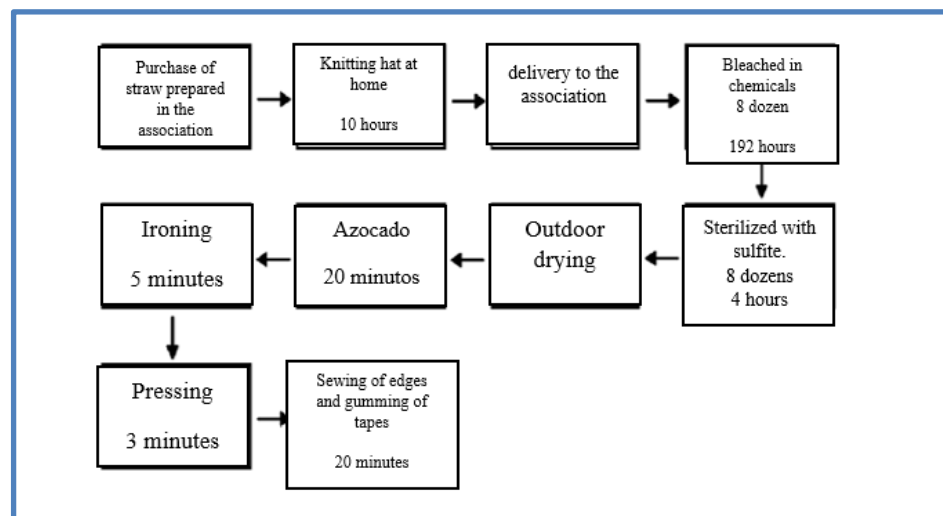 Purchase of
straw prepared
in the
association
Knitting hat at
home
10 hours
delivery to the
association
Bleached in
chemicals
8 dozen
192 hours
Sterilized with
sulfite.
8 dozens
4 hours
Outdoor
drying
Azocado
20 minutos
Ironing
5 minutes
Pressing
3 minutes
Sewing of edges
and gumming of
tapes
20 minutes